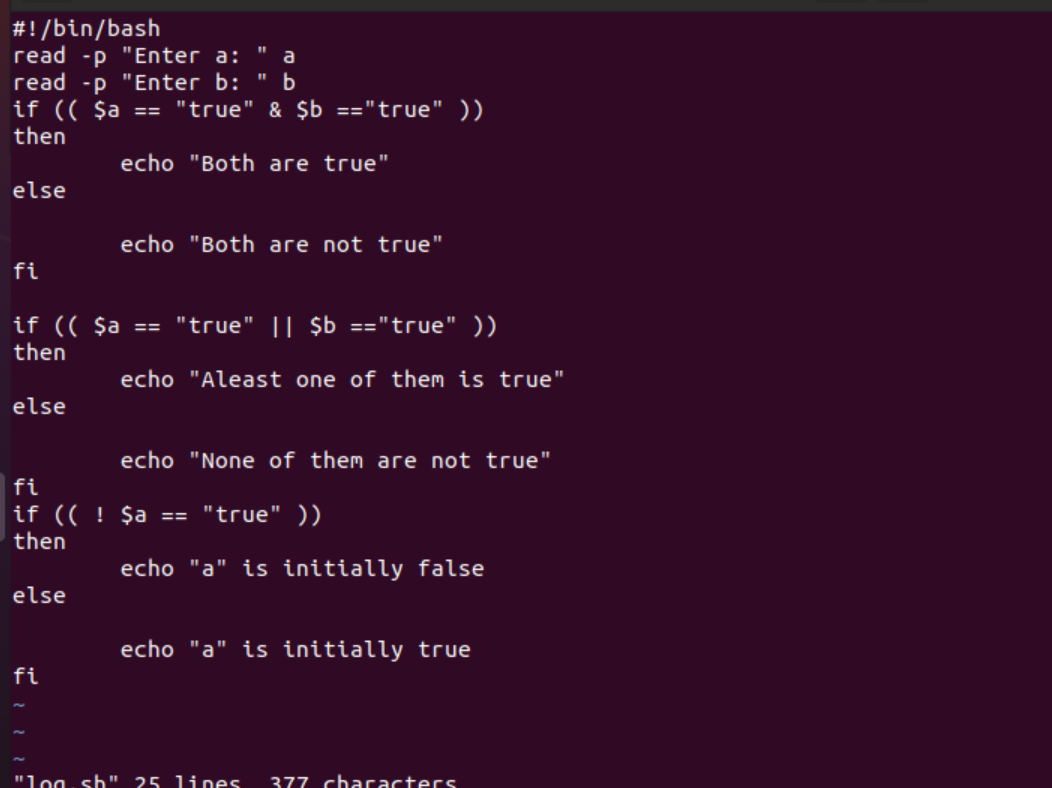 #!/bin/bash
read -p "Enter a: " a
read -p "Enter b: " b
if (( $a == "true" & $b =="true" ))
then
        echo "Both are true"
else

        echo "Both are not true"
fi

if (( $a == "true" || $b =="true" ))
then
        echo "Aleast one of them is true"
else

        echo "None of them are not true"
fi
if (( ! $a == "true" ))
then
        echo "a" is initially false
else

        echo "a" is initially true
fi
~
~
~
"log.sh" 25 lines, 377 characters